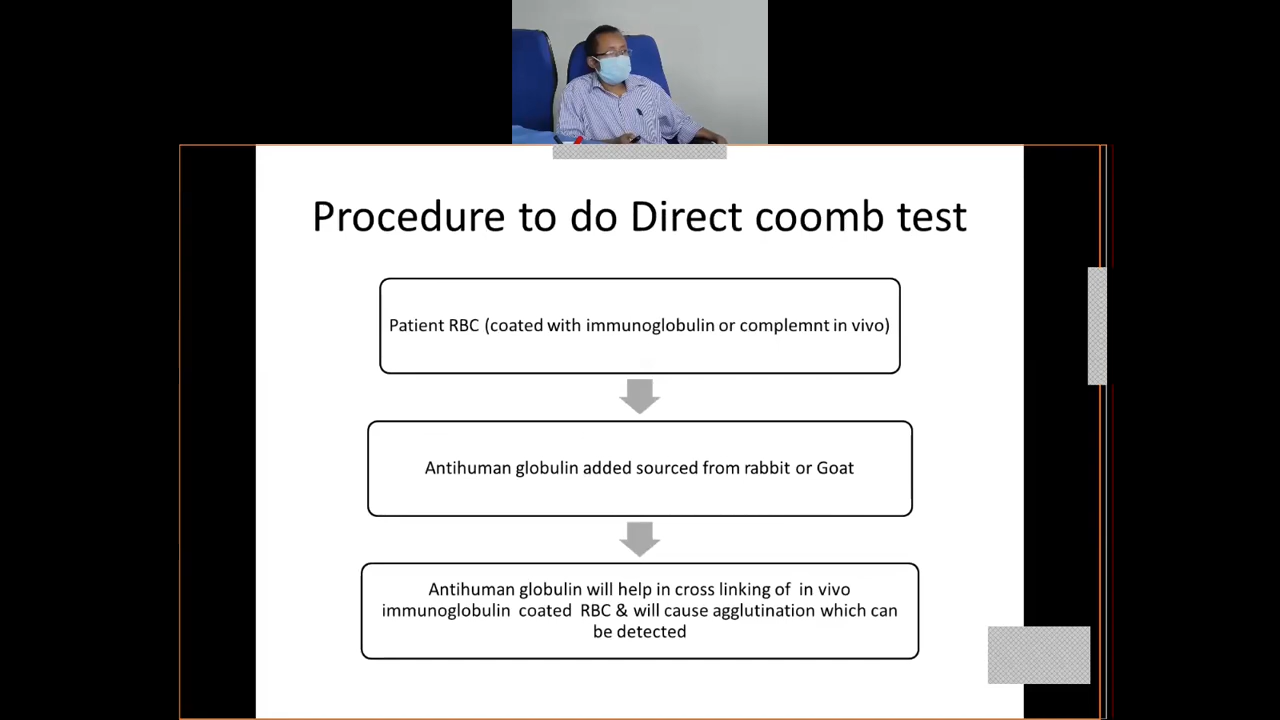 Procedure to do Direct coomb test
Patient RBC (coated with immunoglobulin or complemnt in vivo)
Antihuman globulin added sourced from rabbit or Goat
Antihuman globulin will help in cross linking of in vivo
immunoglobulin coated RBC & will cause agglutination which can
be detected